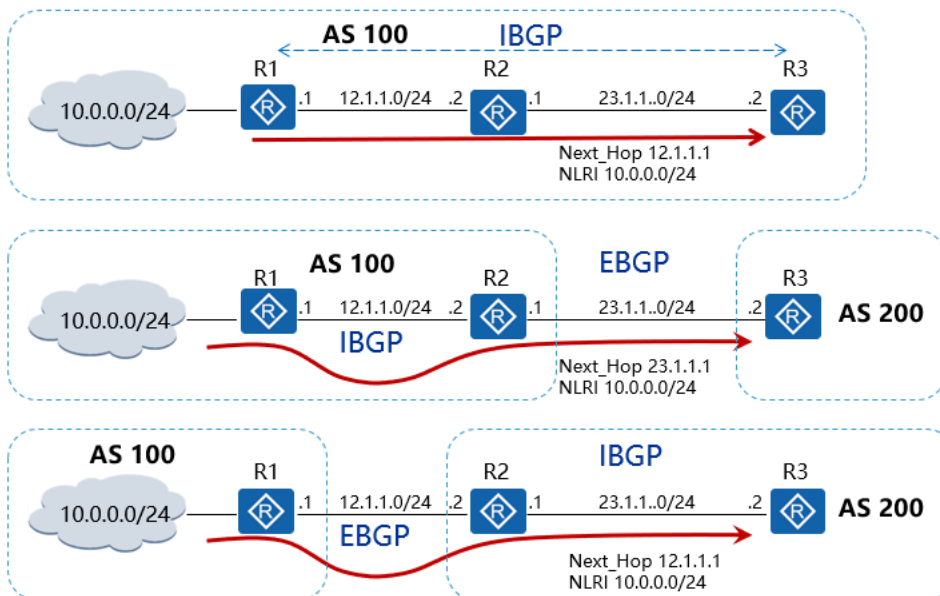 AS 100 IBGP
R1 R2 R3
10.0.0.0/24 R .1 12.1.1.0/24 .2 R .1 23.1.1..0/24 .2 R
Next_Hop 12.1.1.1
NLRI 10.0.0.0/24
AS 100 EBGP
R1 R2 R3
10.0.0.0/24 R .1 12.1.1.0/24 .2 R .1 23.1.1..0/24 .2 R AS 200
IBGP
Next_Hop 23.1.1.1
NLRI 10.0.0.0/24
AS 100 IBGP
R1 R2 R3
10.0.0.0/24 R .1 12.1.1.0/24 .2 R .1 23.1.1..0/24 .2 R AS 200
EBGP
Next_Hop 12.1.1.1
NLRI 10.0.0.0/24